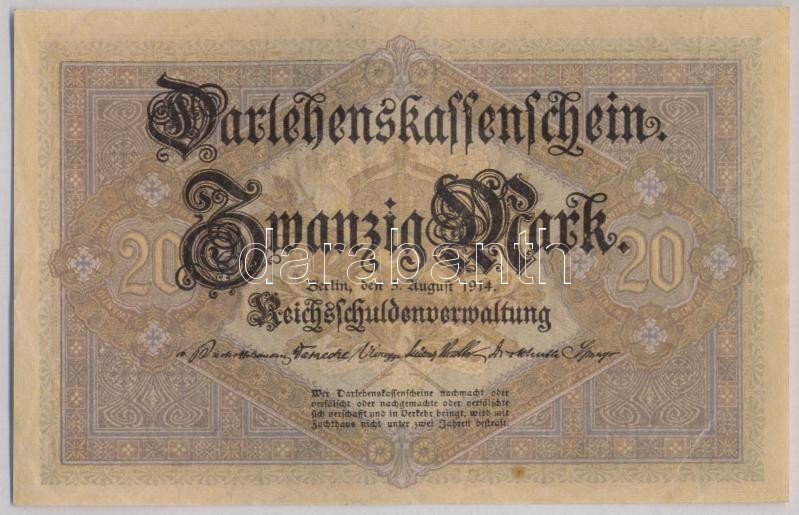 Darlehenskassenschein.
Zwanzig Mark.
20
20
Berlin, den 5. August 1914.
Reichsschuldenverwaltung
Wer Darlehenskassenscheine nachmacht oder
verfälscht oder nachgemachte oder verfälschte
sich verschafft und in Verkehr bringt, wird mit
Zuchthaus nicht unter zwei Jahren bestraft.
darabanth